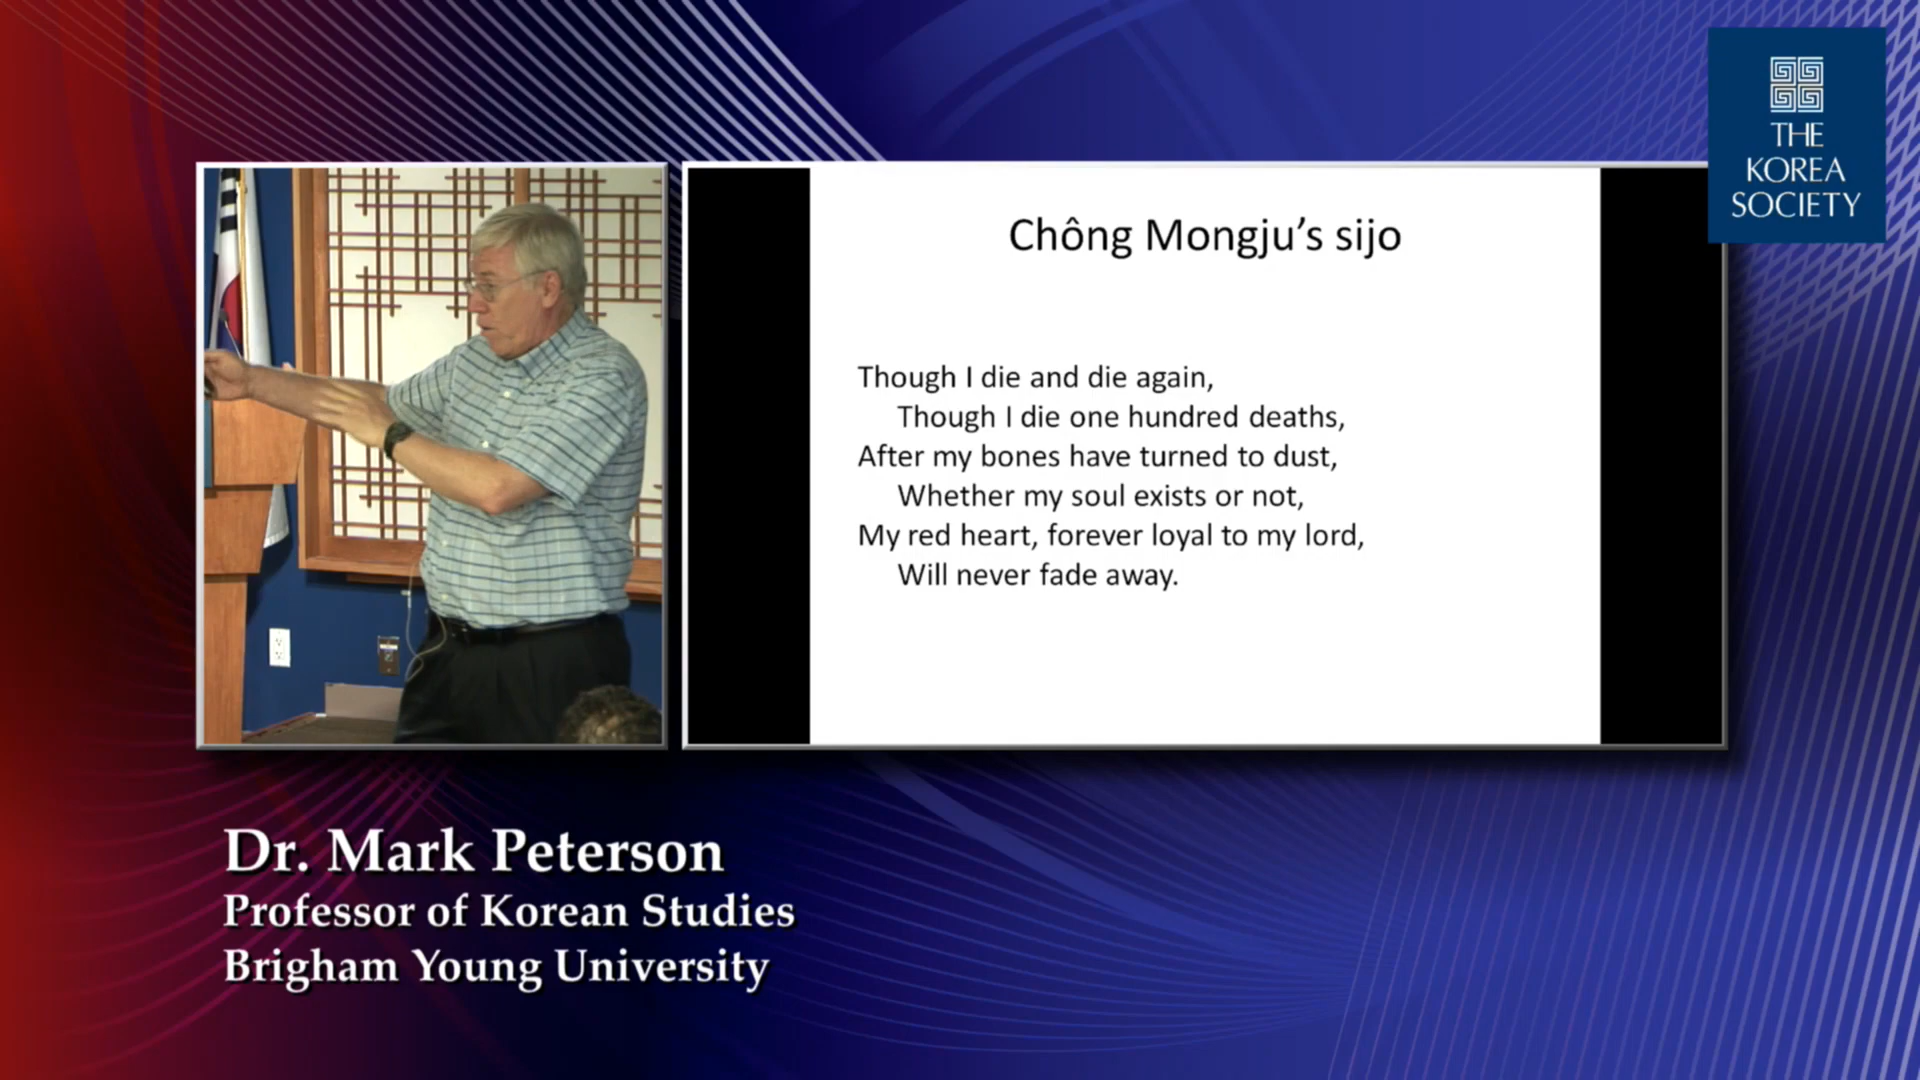 THE
KOREA
SOCIETY
Chông Mongju’s sijo
Though I die and die again,
Though I die one hundred deaths,
After my bones have turned to dust,
Whether my soul exists or not,
My red heart, forever loyal to my lord,
Will never fade away.
Dr. Mark Peterson
Professor of Korean Studies
Brigham Young University